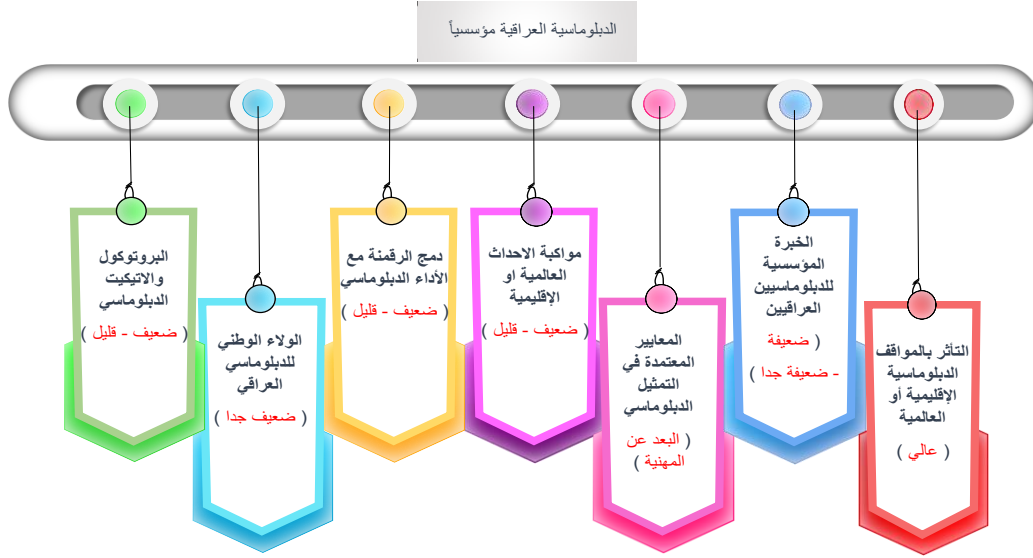 الدبلوماسية العراقية مؤسسياً
التأثر بالمواقف
الدبلوماسية
الإقليمية أو
العالمية
( عالي )
الخبرة
المؤسسية
للدبلوماسيين
العراقيين
( ضعيفة
- ضعيفة جدا )
المعايير
المعتمدة في
التمثيل
الدبلوماسي
( البعد عن
المهنية )
مواكبة الاحداث
العالمية او
الإقليمية
( ضعيف - قليل )
دمج الرقمنة مع
الأداء الدبلوماسي
( ضعيف - قليل )
الولاء الوطني
للدبلوماسي
العراقي
( ضعيف جدا )
البروتوكول
والاتيكيت
الدبلوماسي
( ضعيف - قليل )